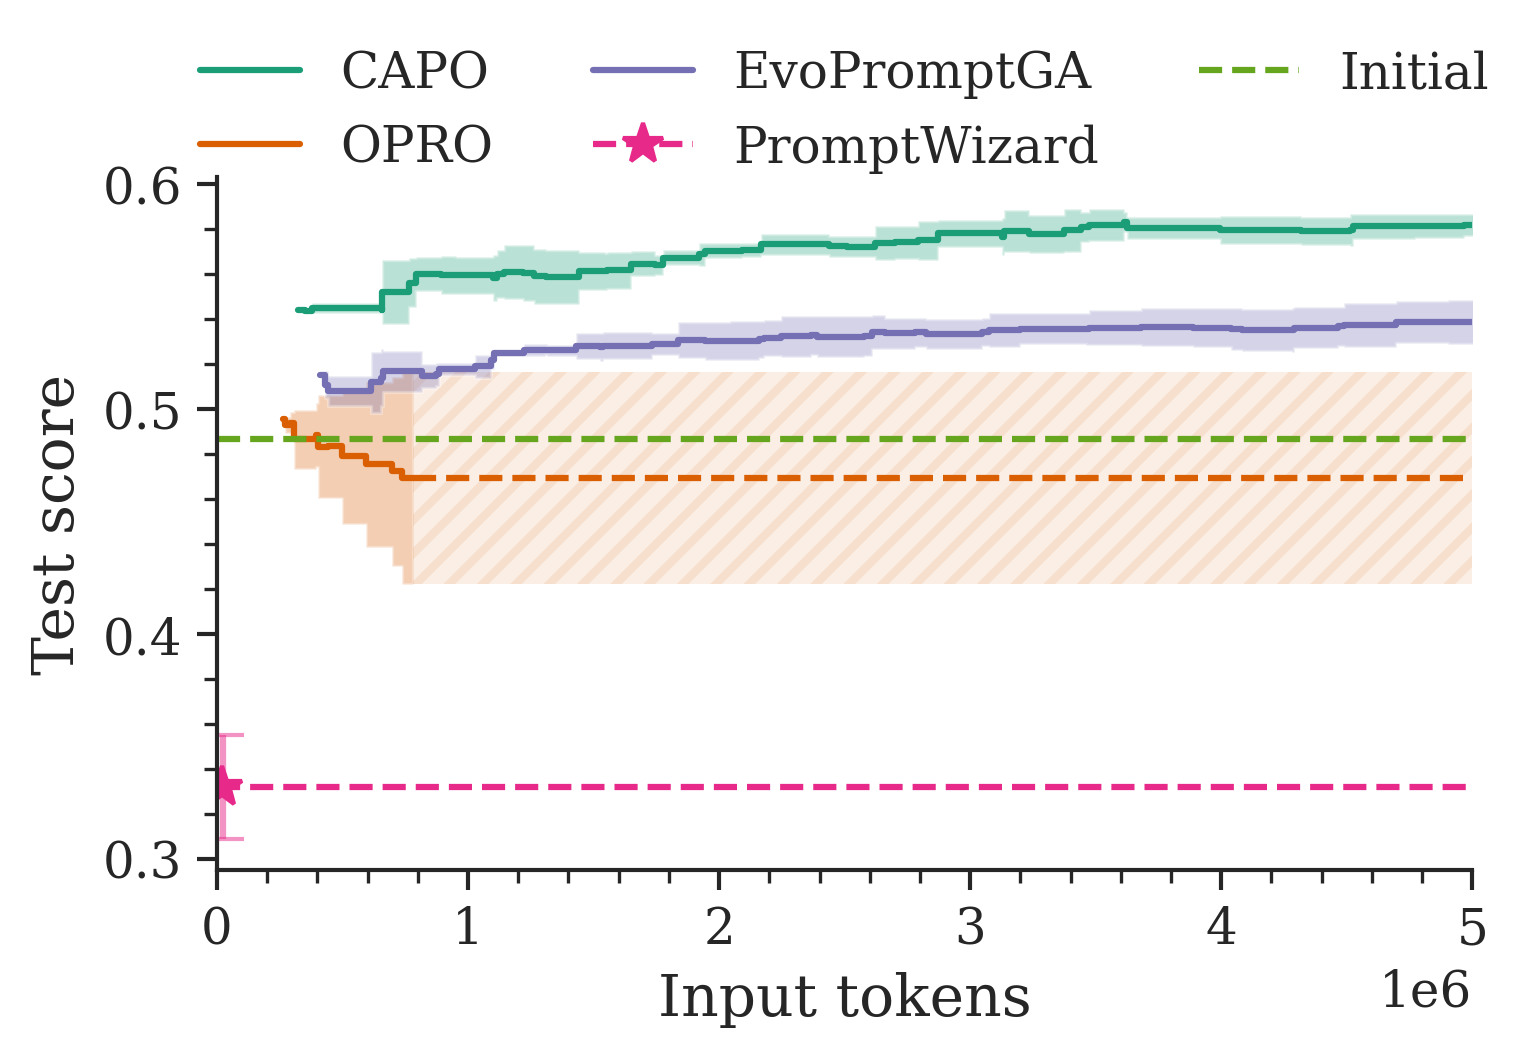 CAPO EvoPromptGA Initial
OPRO PromptWizard
0.6
0.5
0.4
0.3
Test score
0 1 2 3 4 5
1e6
Input tokens